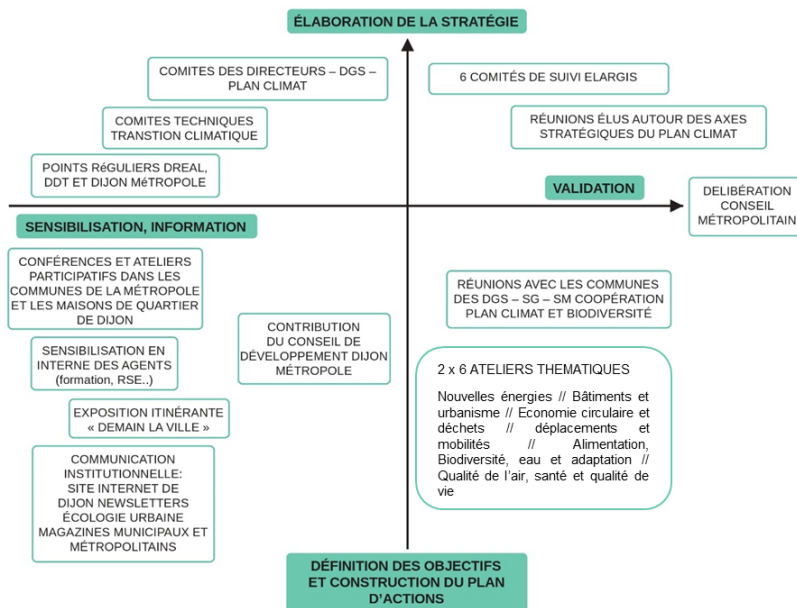 ÉLABORATION DE LA STRATÉGIE
COMITES DES DIRECTEURS – DGS –
PLAN CLIMAT
6 COMITÉS DE SUIVI ELARGIS
COMITES TECHNIQUES
TRANSTION CLIMATIQUE
RÉUNIONS ÉLUS AUTOUR DES AXES
STRATÉGIQUES DU PLAN CLIMAT
POINTS RéGULIERS DREAL,
DDT ET DIJON MéTROPOLE
VALIDATION
DELIBÉRATION
CONSEIL
MÉTROPOLITAIN
SENSIBILISATION, INFORMATION
CONFÉRENCES ET ATELIERS
PARTICIPATIFS DANS LES
COMMUNES DE LA MÉTROPOLE
ET LES MAISONS DE QUARTIER
DE DIJON
RÉUNIONS AVEC LES COMMUNES
DES DGS – SG – SM COOPÉRATION
PLAN CLIMAT ET BIODIVERSITÉ
CONTRIBUTION
DU CONSEIL DE
DÉVELOPPEMENT DIJON
MÉTROPOLE
SENSIBILISATION EN
INTERNE DES AGENTS
(formation, RSE..)
2 x 6 ATELIERS THEMATIQUES
Nouvelles énergies // Bâtiments et
urbanisme // Economie circulaire et
déchets // déplacements et
mobilités // Alimentation,
Biodiversité, eau et adaptation //
Qualité de l'air, santé et qualité de
vie
EXPOSITION ITINÉRANTE
« DEMAIN LA VILLE »
COMMUNICATION
INSTITUTIONNELLE:
SITE INTERNET DE
DIJON NEWSLETTERS
ÉCOLOGIE URBAINE
MAGAZINES MUNICIPAUX ET
MÉTROPOLITAINS
DÉFINITION DES OBJECTIFS
ET CONSTRUCTION DU PLAN
D'ACTIONS